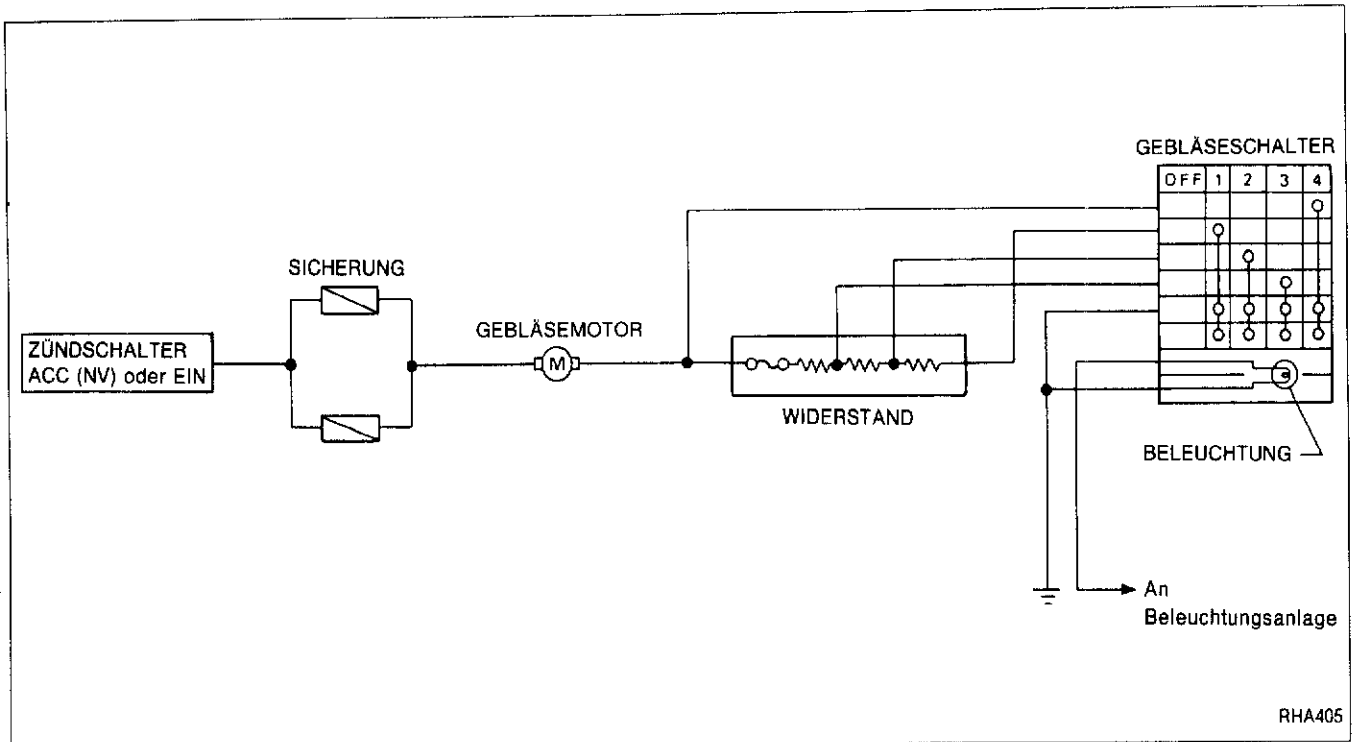 GEBLÄSESCHALTER
OFF 1 2 3 4
SICHERUNG
ZÜNDSCHALTER
ACC (NV) oder EIN
GEBLÄSEMOTOR
M
WIDERSTAND
BELEUCHTUNG
An
Beleuchtungsanlage
RHA405